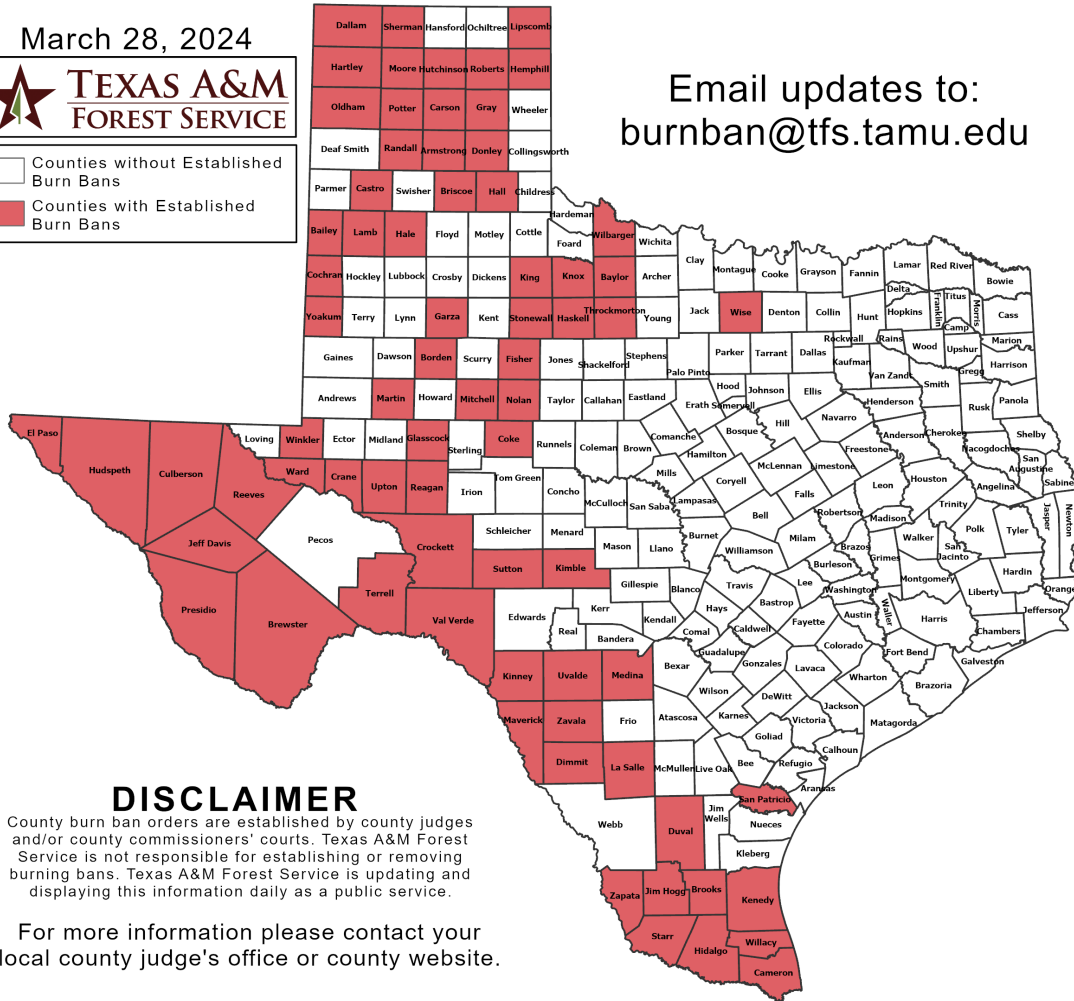 March 28, 2024
TEXAS A&M
FOREST SERVICE
Counties without Established
Burn Bans
Counties with Established
Burn Bans
Email updates to:
burnban@tfs.tamu.edu
Dallam Sherman Hansford Ochiltree Lipscomb
Hartley Moore Hutchinson Roberts Hemphill
Oldham Potter Carson Gray Wheeler
Deaf Smith Randall Armstrong Donley Collingsworth
Parmer Castro Swisher Briscoe Hall Childress
Hardeman
Bailey Lamb Hale Floyd Motley Cottle Foard Wilbarger Wichita
Clay Montague Cooke Grayson Fannin Lamar Red River Bowie
Cochran Hockley Lubbock Crosby Dickens King Knox Baylor Archer
Delta Franklin Titus Morris Cass
Yoakum Terry Lynn Garza Kent Stonewall Haskell Throckmorton Young Jack Wise Denton Collin Hunt Hopkins
Camp
Rockwall Rains Wood Upshur Marion
Gaines Dawson Borden Scurry Fisher Jones Shackelford Stephens Palo Pinto Parker Tarrant Dallas Kaufman Van Zandt Gregg Harrison
Smith
Andrews Martin Howard Mitchell Nolan Taylor Callahan Eastland Erath Somervell Hood Johnson Ellis Henderson Rusk Panola
El Paso Loving Winkler Ector Midland Glasscock Sterling Coke Runnels Coleman Brown Comanche Hamilton Bosque Hill Navarro Anderson Cherokee Nacogdoches Shelby
Hudspeth Culberson Reeves Ward Crane Upton Reagan Irion Tom Green Concho McCulloch San Saba Mills Lampasas Coryell McLennan Limestone Freestone Leon Houston Angelina San Augustine Sabine
Falls Bell Robertson Madison Trinity Polk Tyler Jasper Newton
Jeff Davis Pecos Crockett Schleicher Menard Mason Llano Burnet Williamson Milam Brazos Grimes Walker San Jacinto Hardin
Presidio Brewster Terrell Sutton Kimble Gillespie Blanco Travis Lee Burleson Washington Montgomery Liberty Orange
Val Verde Edwards Kerr Real Bandera Kendall Hays Comal Caldwell Bastrop Fayette Austin Waller Harris Chambers Jefferson
Kinney Uvalde Medina Bexar Guadalupe Gonzales Lavaca Colorado Fort Bend Galveston
Wilson DeWitt Wharton Brazoria
Maverick Zavala Frio Atascosa Karnes Victoria Jackson Matagorda
Goliad Calhoun
Dimmit La Salle McMullen Live Oak Bee Refugio
Aransas
San Patricio
Webb Duval Jim Wells Nueces
Kleberg
Zapata Jim Hogg Brooks Kenedy
Starr Hidalgo Willacy
Cameron
DISCLAIMER
County burn ban orders are established by county judges
and/or county commissioners' courts. Texas A&M Forest
Service is not responsible for establishing or removing
burning bans. Texas A&M Forest Service is updating and
displaying this information daily as a public service.
For more information please contact your
local county judge's office or county website.